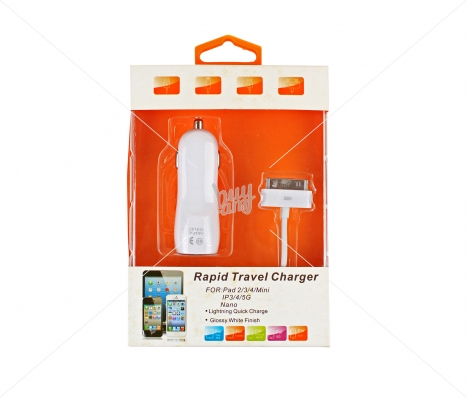 Rapid Travel Charger
FOR:Pad 2/3/4/Mini
IP3/4/5G
Nano
• Lightning Quick Charge
• Glossy White Finish